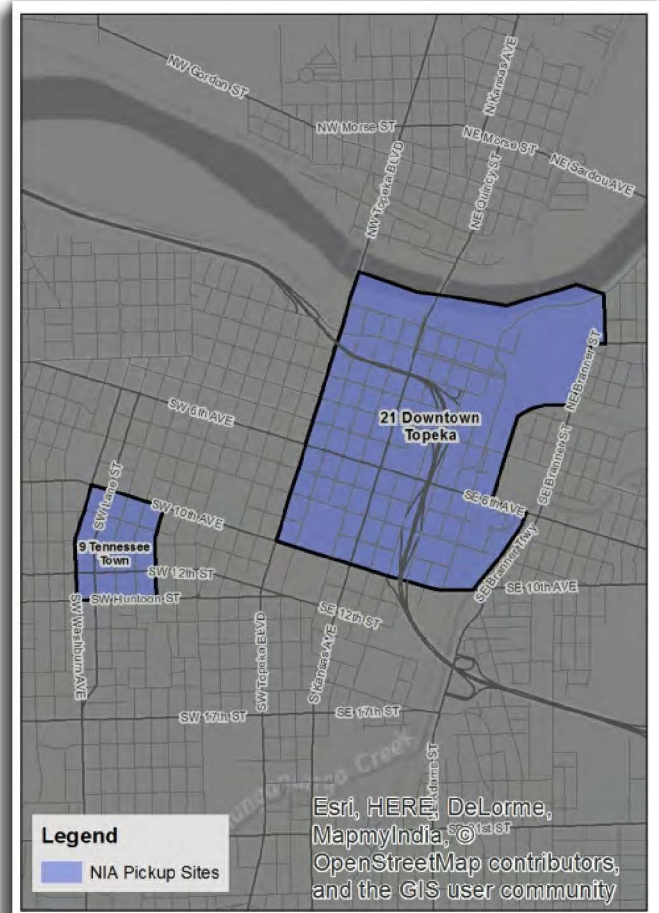 NW Gordon ST
N Kansas AVE
NW Morse ST
NE Morse ST
NE Sardou AVE
NW Topeka BLVD
NE Quincy ST
NE Branner ST
SW 6th AVE
21 Downtown
Topeka
SE Branner ST
SW Lane ST
SW 10th AVE
SE 6th AVE
9 Tennessee
Town
SW 12th ST
SE Branner Trwy
SE 10th AVE
SW Huntoon ST
SE 12th ST
SW Washburn AVE
SW Topeka BLVD
S Kansas AVE
SW 17th ST
SE 17th ST
Creek
SE Adams ST
Esri, HERE, DeLorme,
MapmyIndia, ©
OpenStreetMap contributors,
and the GIS user community
Legend
NIA Pickup Sites